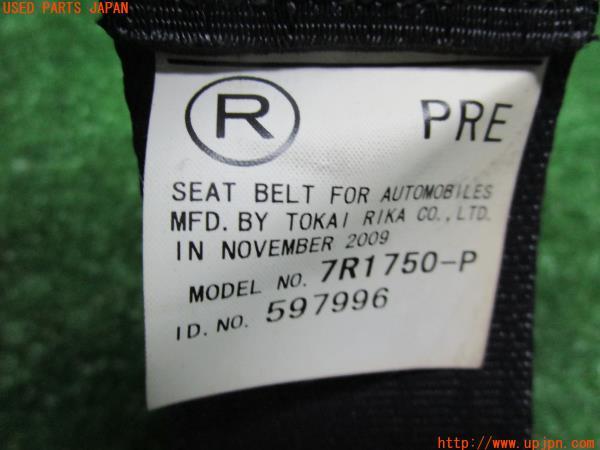 USED PARTS JAPAN
R PRE
SEAT BELT FOR AUTOMOBILES
MFD. BY TOKAI RIKA CO., LTD.
IN NOVEMBER 2009
MODEL NO. 7R1750-P
ID. NO. 597996
http://www.upjpn.com